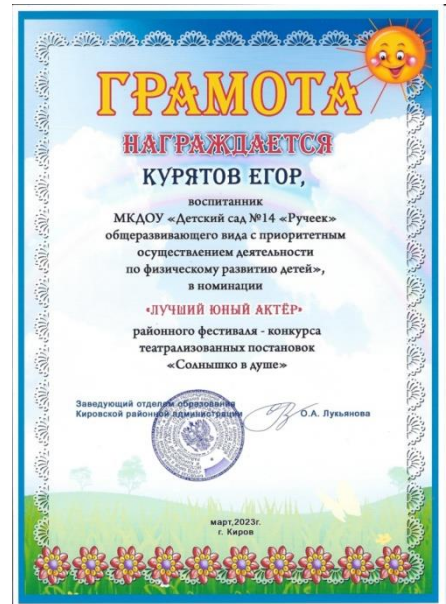 ГРАМОТА
НАГРАЖДАЕТСЯ
КУРЯТОВ ЕГОР,
воспитанник
МКДОУ «Детский сад №14 «Ручеек»
общеразвивающего вида с приоритетным
осуществлением деятельности
по физическому развитию детей»,
в номинации
«ЛУЧШИЙ ЮНЫЙ АКТЁР»
районного фестиваля - конкурса
театрализованных постановок
«Солнышко в душе»
Заведующий отделом образования
Кировской районной администрации О.А. Лукьянова
март,2023г.
г. Киров